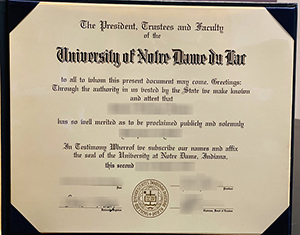 The President, Trustees and Faculty
of the
University of Notre Dame du Lac
to all to whom this present document may come, Greetings:
Through the authority in us vested by the State we make known
and attest that
has so well merited as to be proclaimed publicly and solemnly
In Testimony Whereof we subscribe our names and affix
the seal of the University at Notre Dame, Indiana,
this second